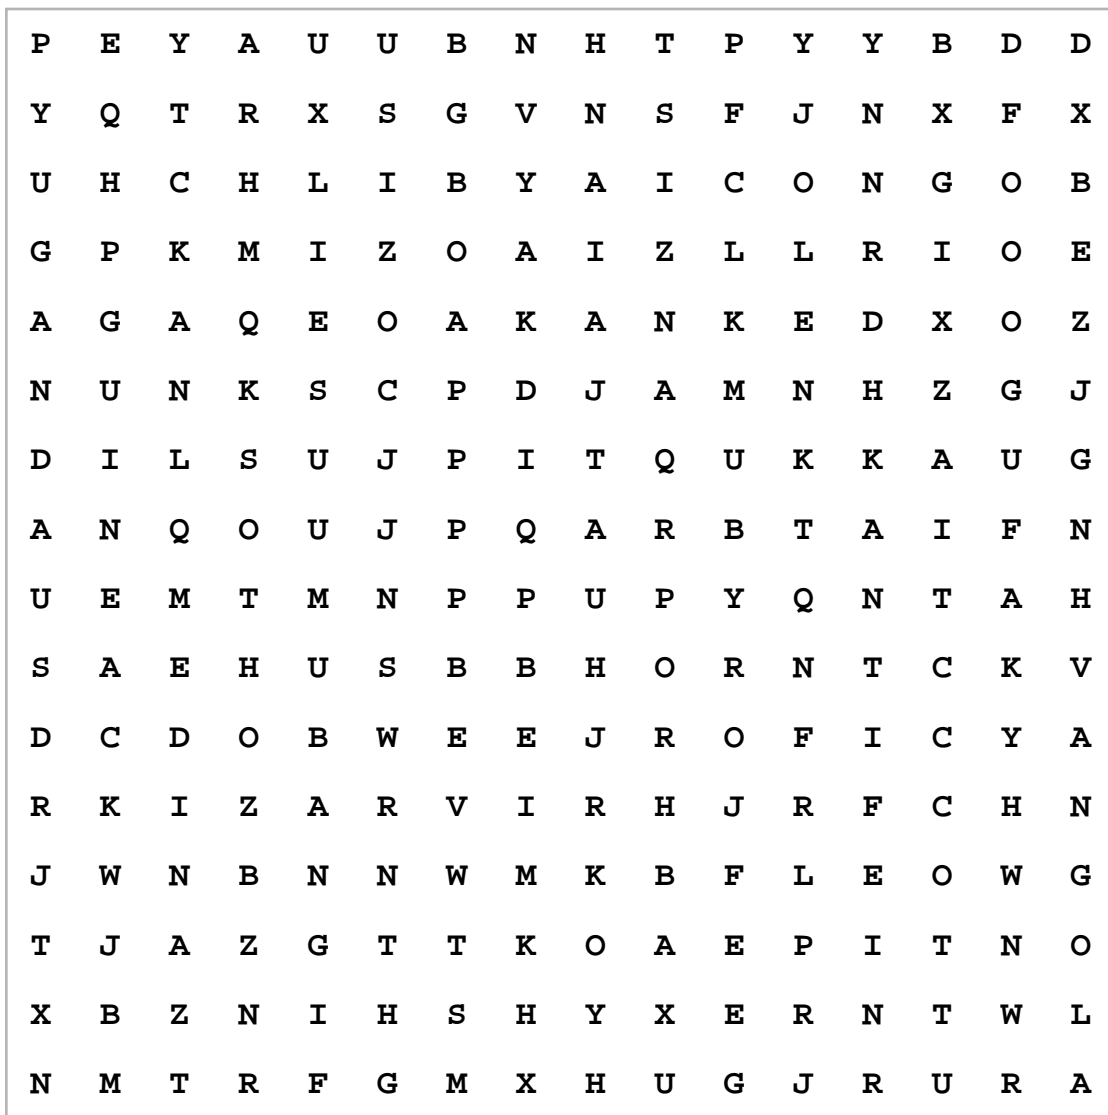 P E Y A U U B N H T P Y Y B D D
Y Q T R X S G V N S F J N X F X
U H C H L I B Y A I C O N G O B
G P K M I Z O A I Z L L R I O E
A G A Q E O A K A N K E D X O Z
N U N K S C P D J A M N H Z G J
D I L S U J P I T Q U K K A U G
A N Q O U J P Q A R B T A I F N
U E M T M N P P U P Y Q N T A H
S A E H U S B B H O R N T C K V
D C D O B W E E J R O F I C Y A
R K I Z A R V I R H J R F C H N
J W N B N N W M K B F L E O W G
T J A Z G T T K O A E P I T N O
X B Z N I H S H Y X E R N T W L
N M T R F G M X H U G J R U R A